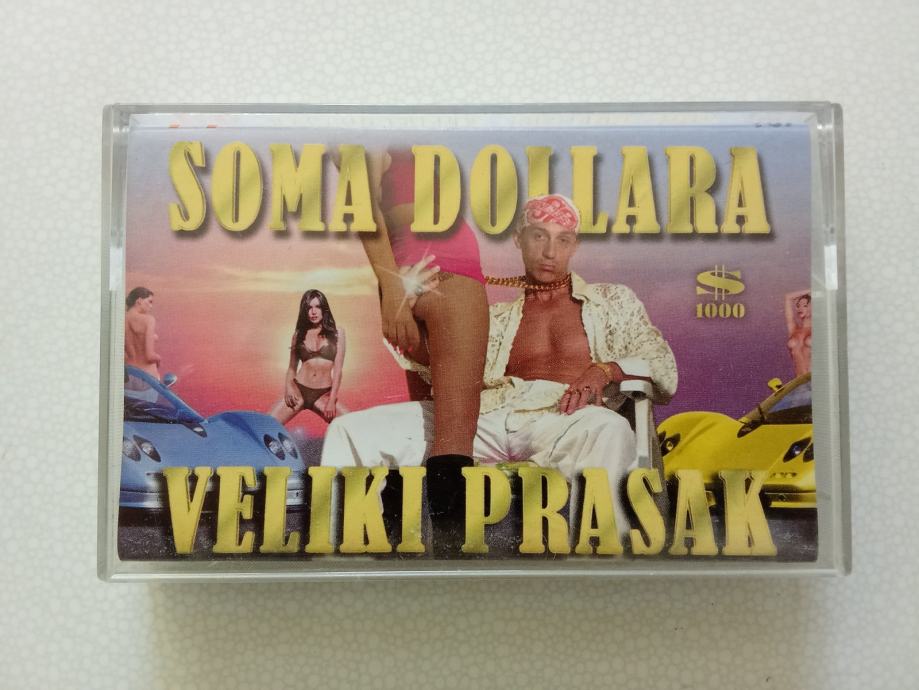 SOMA DOLLARA
$
1000
VELIKI PRASAK